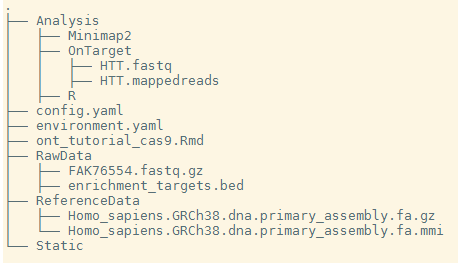 .
├── Analysis
│   ├── Minimap2
│   ├── OnTarget
│   │   ├── HTT.fastq
│   │   ├── HTT.mappedreads
│   ├── R
├── config.yaml
├── environment.yaml
├── ont_tutorial_cas9.Rmd
├── RawData
│   ├── FAK76554.fastq.gz
│   ├── enrichment_targets.bed
├── ReferenceData
│   ├── Homo_sapiens.GRCh38.dna.primary_assembly.fa.gz
│   └── Homo_sapiens.GRCh38.dna.primary_assembly.fa.mmi
└── Static